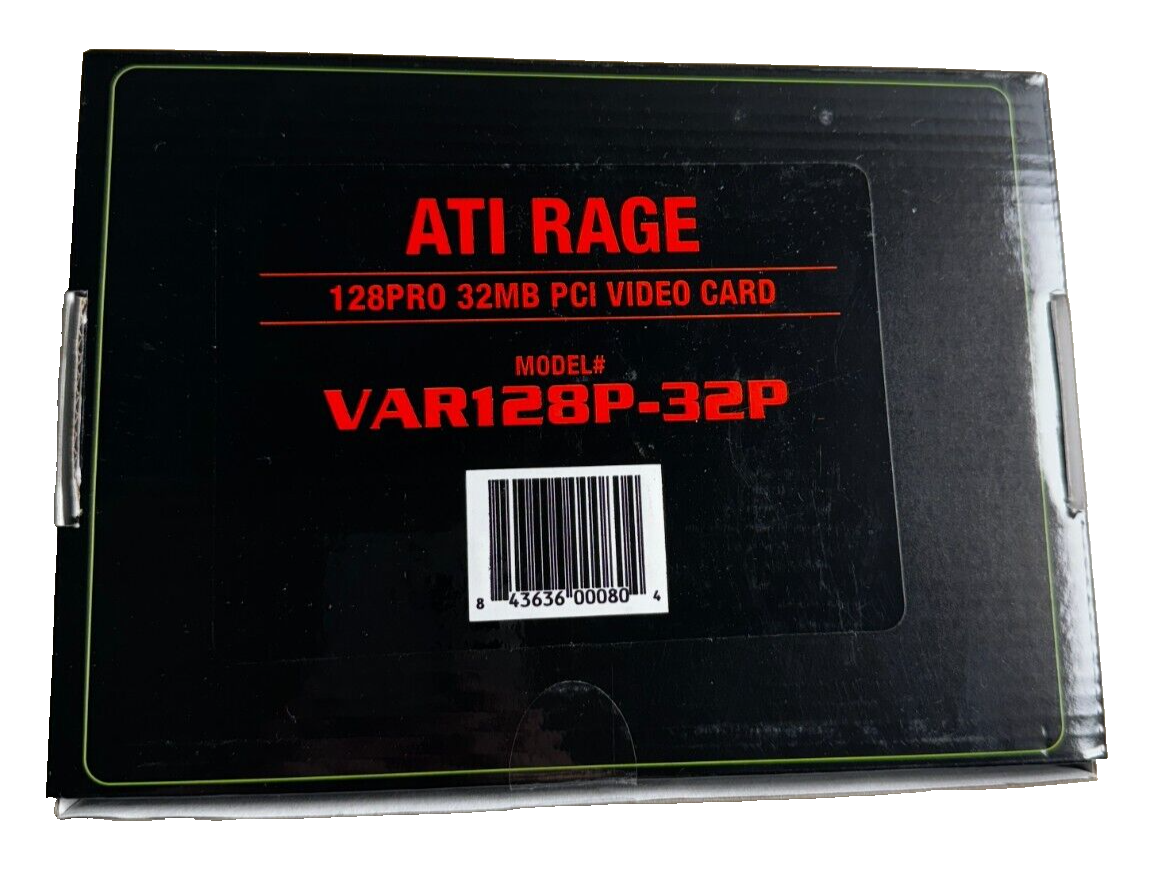 ATI RAGE
128PRO 32MB PCI VIDEO CARD
MODEL#
VAR128P-32P
8 43636 00080 4